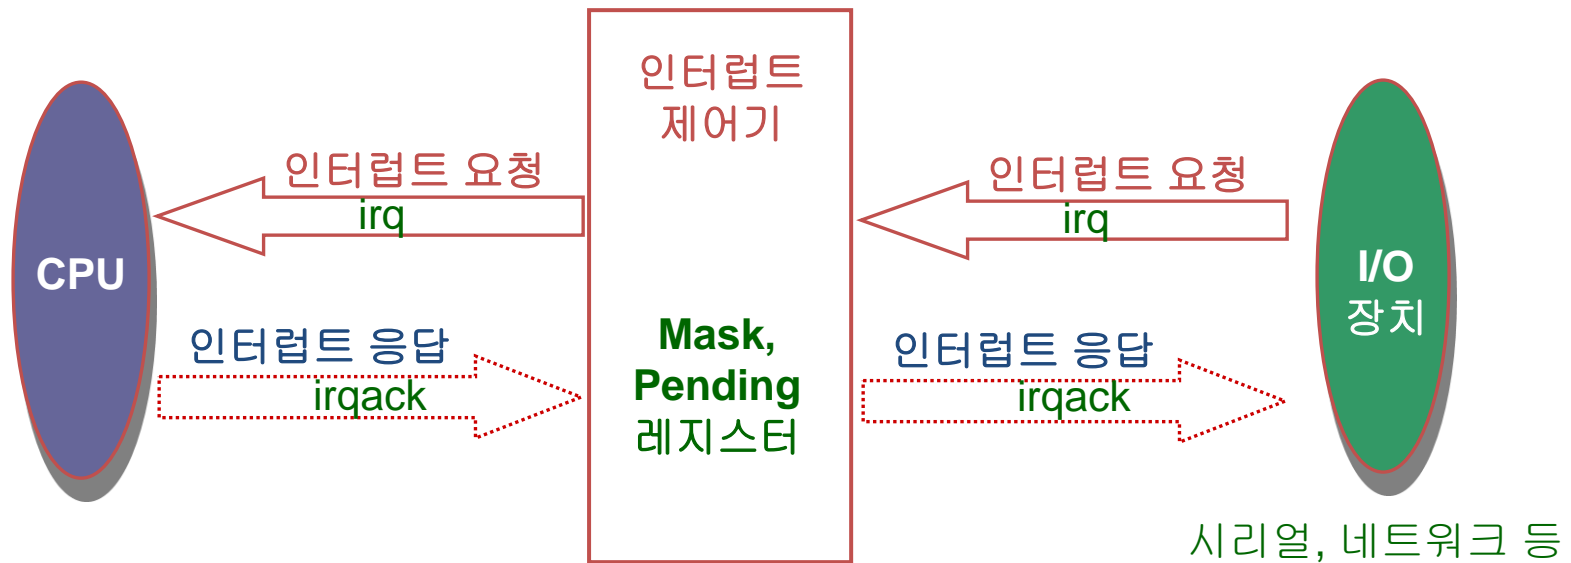 인터럽트
제어기
인터럽트 요청
irq
인터럽트 요청
irq
CPU
I/O
장치
인터럽트 응답
irqack
Mask,
Pending
레지스터
인터럽트 응답
irqack
시리얼, 네트워크 등